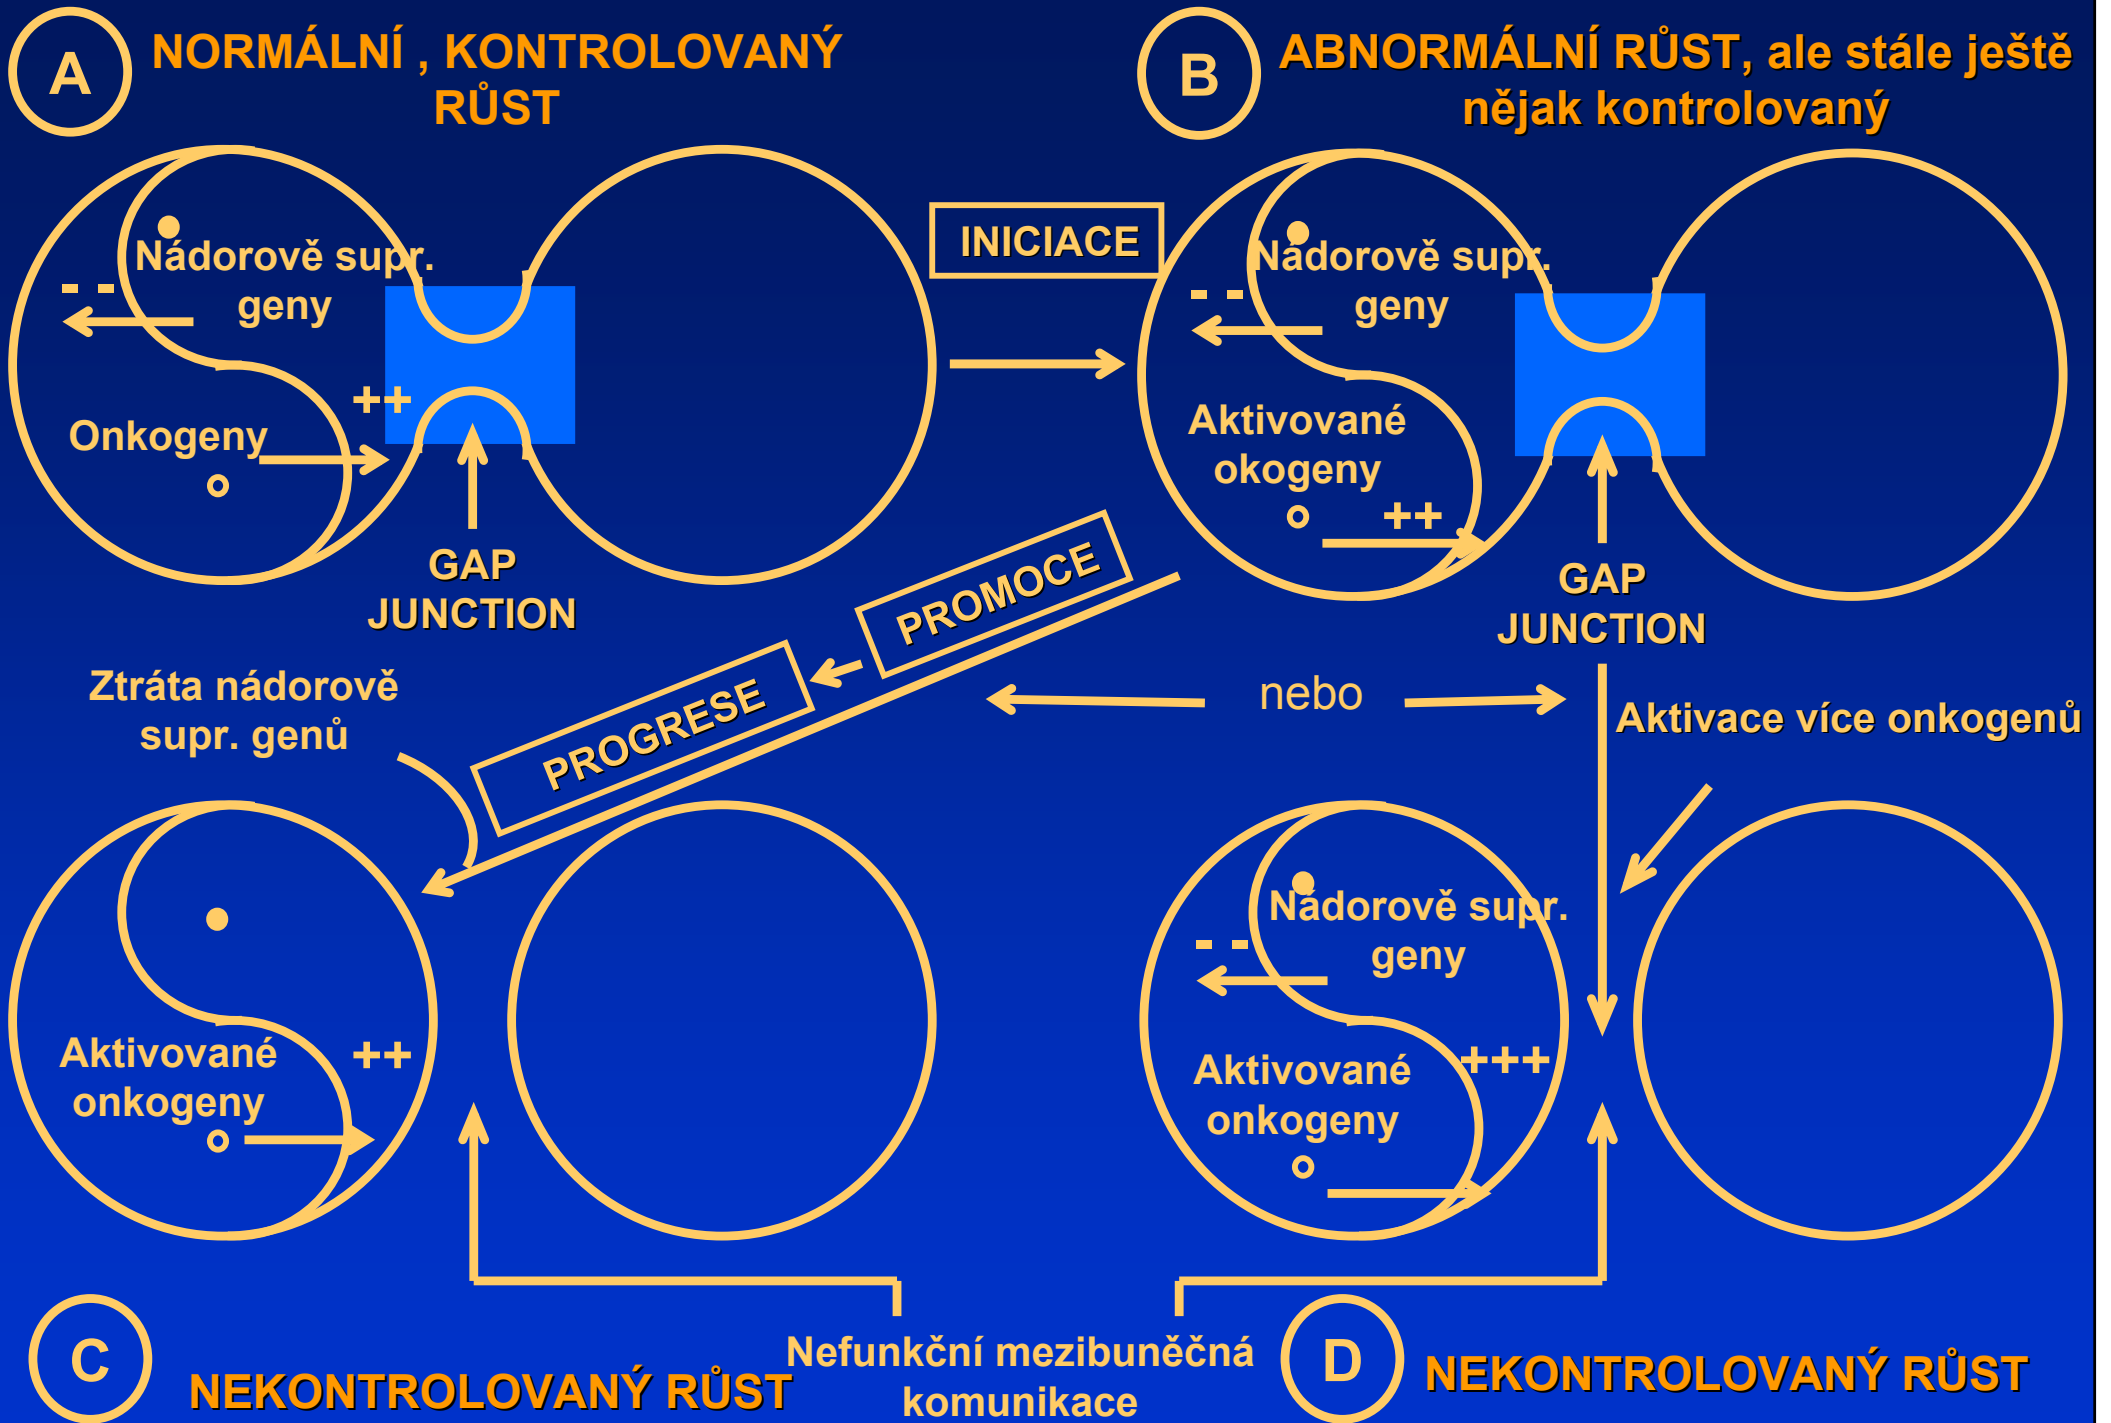 A
NORMÁLNÍ , KONTROLOVANÝ
RŮST
B
ABNORMÁLNÍ RŮST, ale stále ještě
nějak kontrolovaný
Nádorově supr.
geny
- -
++
Onkogeny
GAP
JUNCTION
INICIACE
Nádorově supr.
geny
- -
Aktivované
okogeny
++
GAP
JUNCTION
PROMOCE
PROGRESE
Ztráta nádorově
supr. genů
nebo
Aktivace více onkogenů
Aktivované
onkogeny
++
Nádorově supr.
geny
- -
Aktivované
onkogeny
+++
C
NEKONTROLOVANÝ RŮST
Nefunkční mezibuněčná
komunikace
D
NEKONTROLOVANÝ RŮST